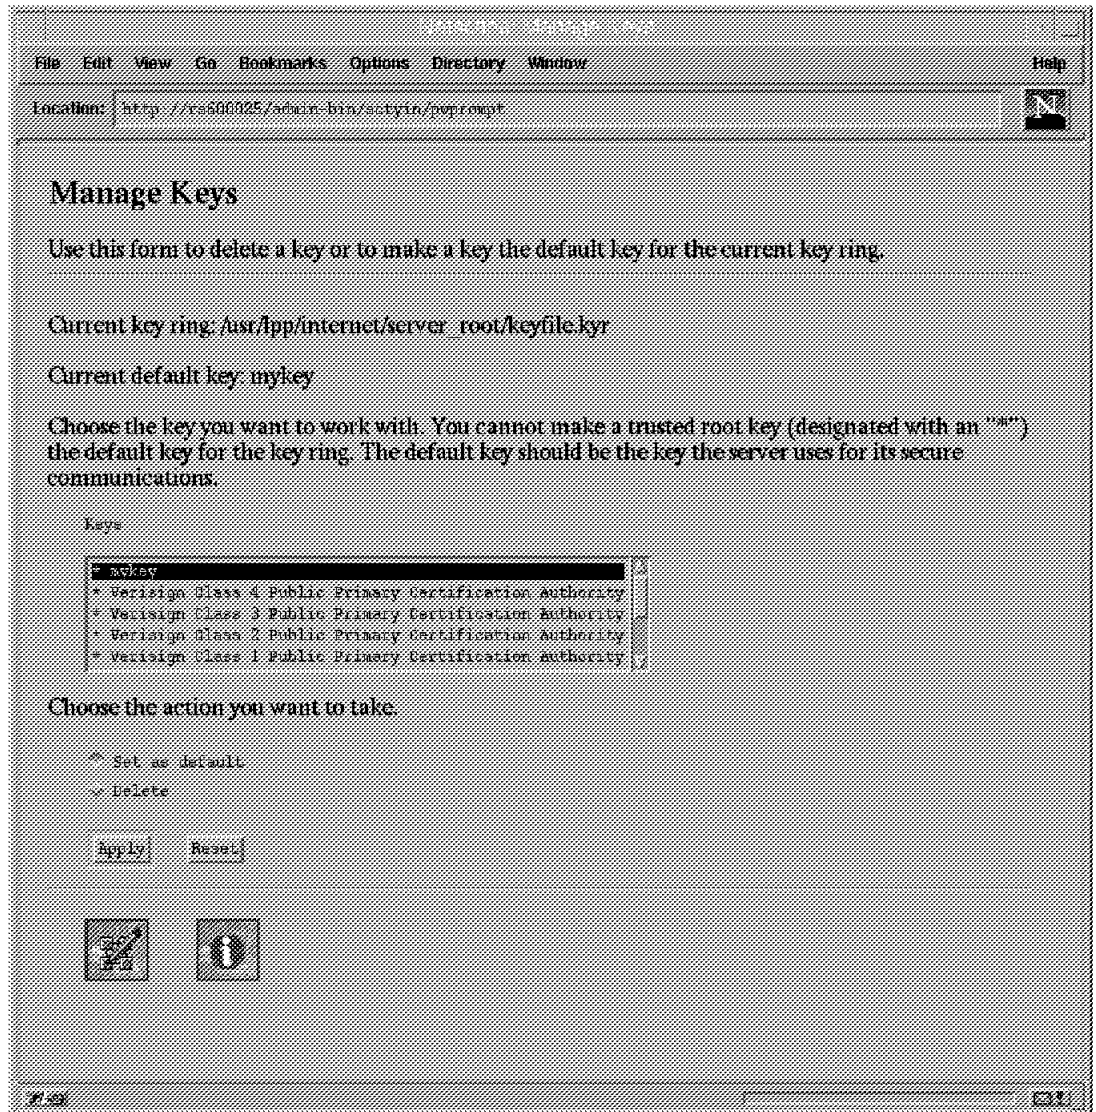 Netscape: Manage Keys
File Edit View Go Bookmarks Options Directory Window Help
Location: http://rs600025/admin-bin/sctyin/pwprompt
N
Manage Keys
Use this form to delete a key or to make a key the default key for the current key ring.
Current key ring: /usr/lpp/internet/server_root/keyfile.kyr
Current default key: mykey
Choose the key you want to work with. You cannot make a trusted root key (designated with an "*")
the default key for the key ring. The default key should be the key the server uses for its secure
communications.
Keys
* mykey
* Verisign Class 4 Public Primary Certification Authority
* Verisign Class 3 Public Primary Certification Authority
* Verisign Class 2 Public Primary Certification Authority
* Verisign Class 1 Public Primary Certification Authority
Choose the action you want to take.
Set as default
Delete
Apply Reset